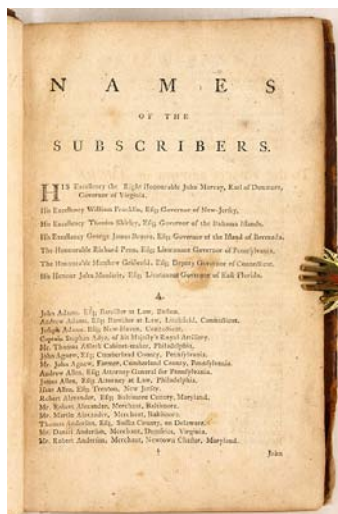 NAMES
OF THE
SUBSCRIBERS.
HIS Excellency the Right Honourable John Murray, Earl of Dunmore,
Governor of Virginia.
His Excellency William Franklin, Esq; Governor of New-Jersey.
His Excellency Thomas Shirley, Esq; Governor of the Bahama Islands.
His Excellency George James Bruere, Esq; Governor of the Island of Bermuda.
The Honourable Richard Penn, Esq; Lieutenant Governor of Pennsylvania.
The Honourable Matthew Griswold, Esq; Deputy Governor of Connecticut.
His Honour John Moultrie, Esq; Lieutenant Governor of East Florida.
A.
John Adams, Esq; Barrister at Law, Boston.
Andrew Adams, Esq; Barrister at Law, Litchfield, Connecticut.
Joseph Adams, Esq; New-Haven, Connecticut.
Captain Stephen Adye, of his Majesty's Royal Artillery.
Mr. Thomas Affleck Cabinet-maker, Philadelphia.
John Agnew, Esq; Cumberland County, Pennsylvania.
Mr. John Agnew, Farmer, Cumberland County, Pennsylvania.
Andrew Allen, Esq; Attorney General for Pennsylvania.
James Allen, Esq; Attorney at Law, Philadelphia.
Isaac Allen, Esq; Trenton, New Jersey.
Robert Alexander, Esq; Baltimore County, Maryland.
Mr. Robert Alexander, Merchant, Baltimore.
Mr. Martin Alexander, Merchant, Baltimore.
Thomas Anderson, Esq; Sussex County, on Delaware.
Mr. Daniel Anderson, Merchant, Virginia.
Mr. Robert Anderson, Merchant, Newtown Chester, Maryland.
†
John